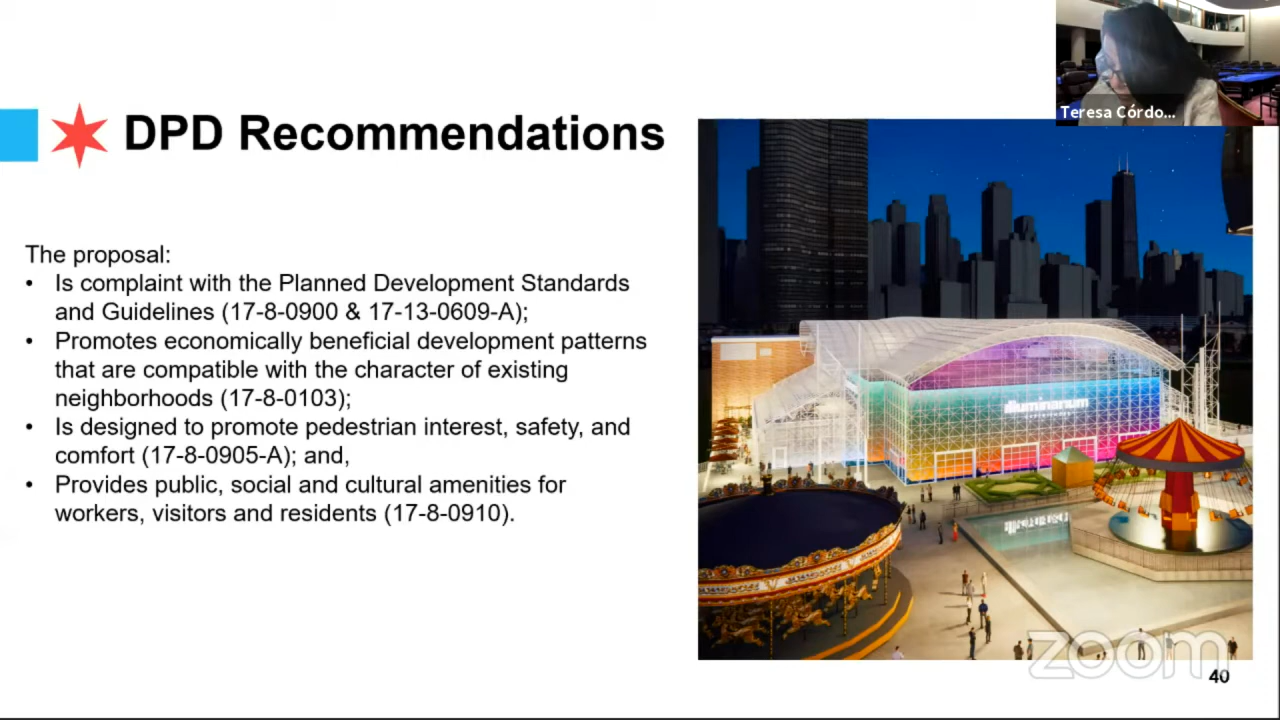 Teresa Córdo...
DPD Recommendations
The proposal:
• Is complaint with the Planned Development Standards
and Guidelines (17-8-0900 & 17-13-0609-A);
• Promotes economically beneficial development patterns
that are compatible with the character of existing
neighborhoods (17-8-0103);
• Is designed to promote pedestrian interest, safety, and
comfort (17-8-0905-A); and,
• Provides public, social and cultural amenities for
workers, visitors and residents (17-8-0910).
illuminarium
zoom
40